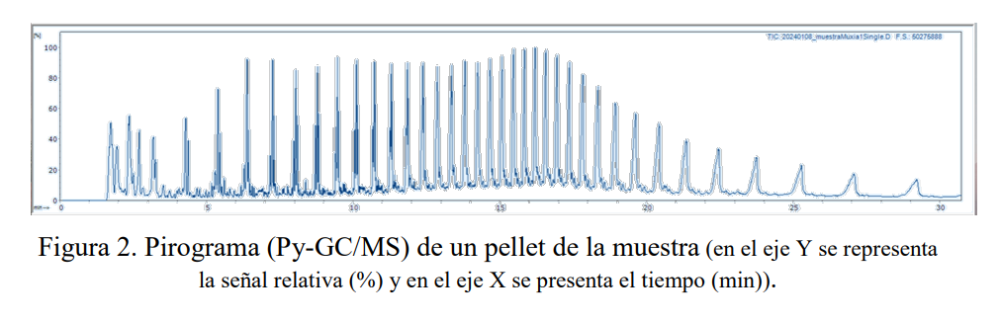 [%]
TIC: 20240108_muestraMuxia1Single.D F.S.: 50275888
100
80
60
40
20
0
0 5 10 15 20 25 30
Figura 2. Pirograma (Py-GC/MS) de un pellet de la muestra (en el eje Y se representa
la señal relativa (%) y en el eje X se presenta el tiempo (min)).